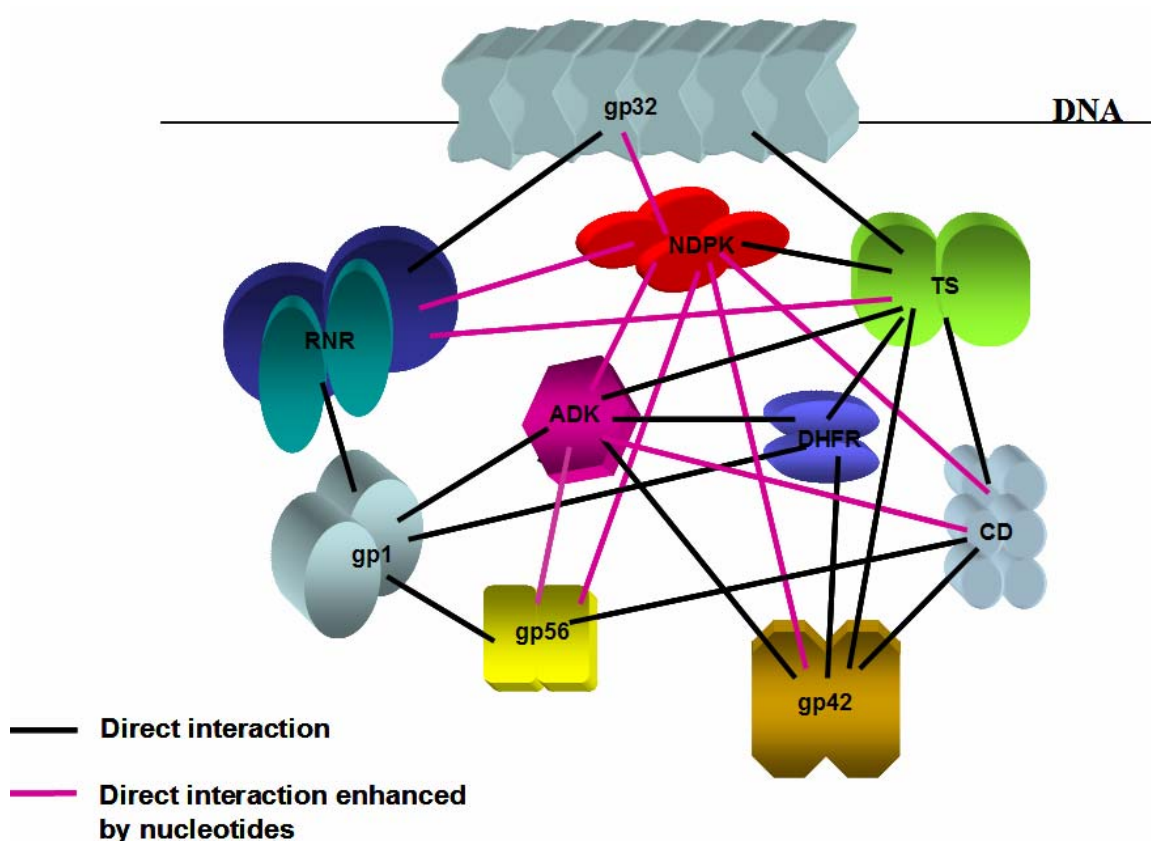 gp32
DNA
NDPK
TS
RNR
ADK
DHFR
CD
gp1
gp56
gp42
Direct interaction
Direct interaction enhanced
by nucleotides